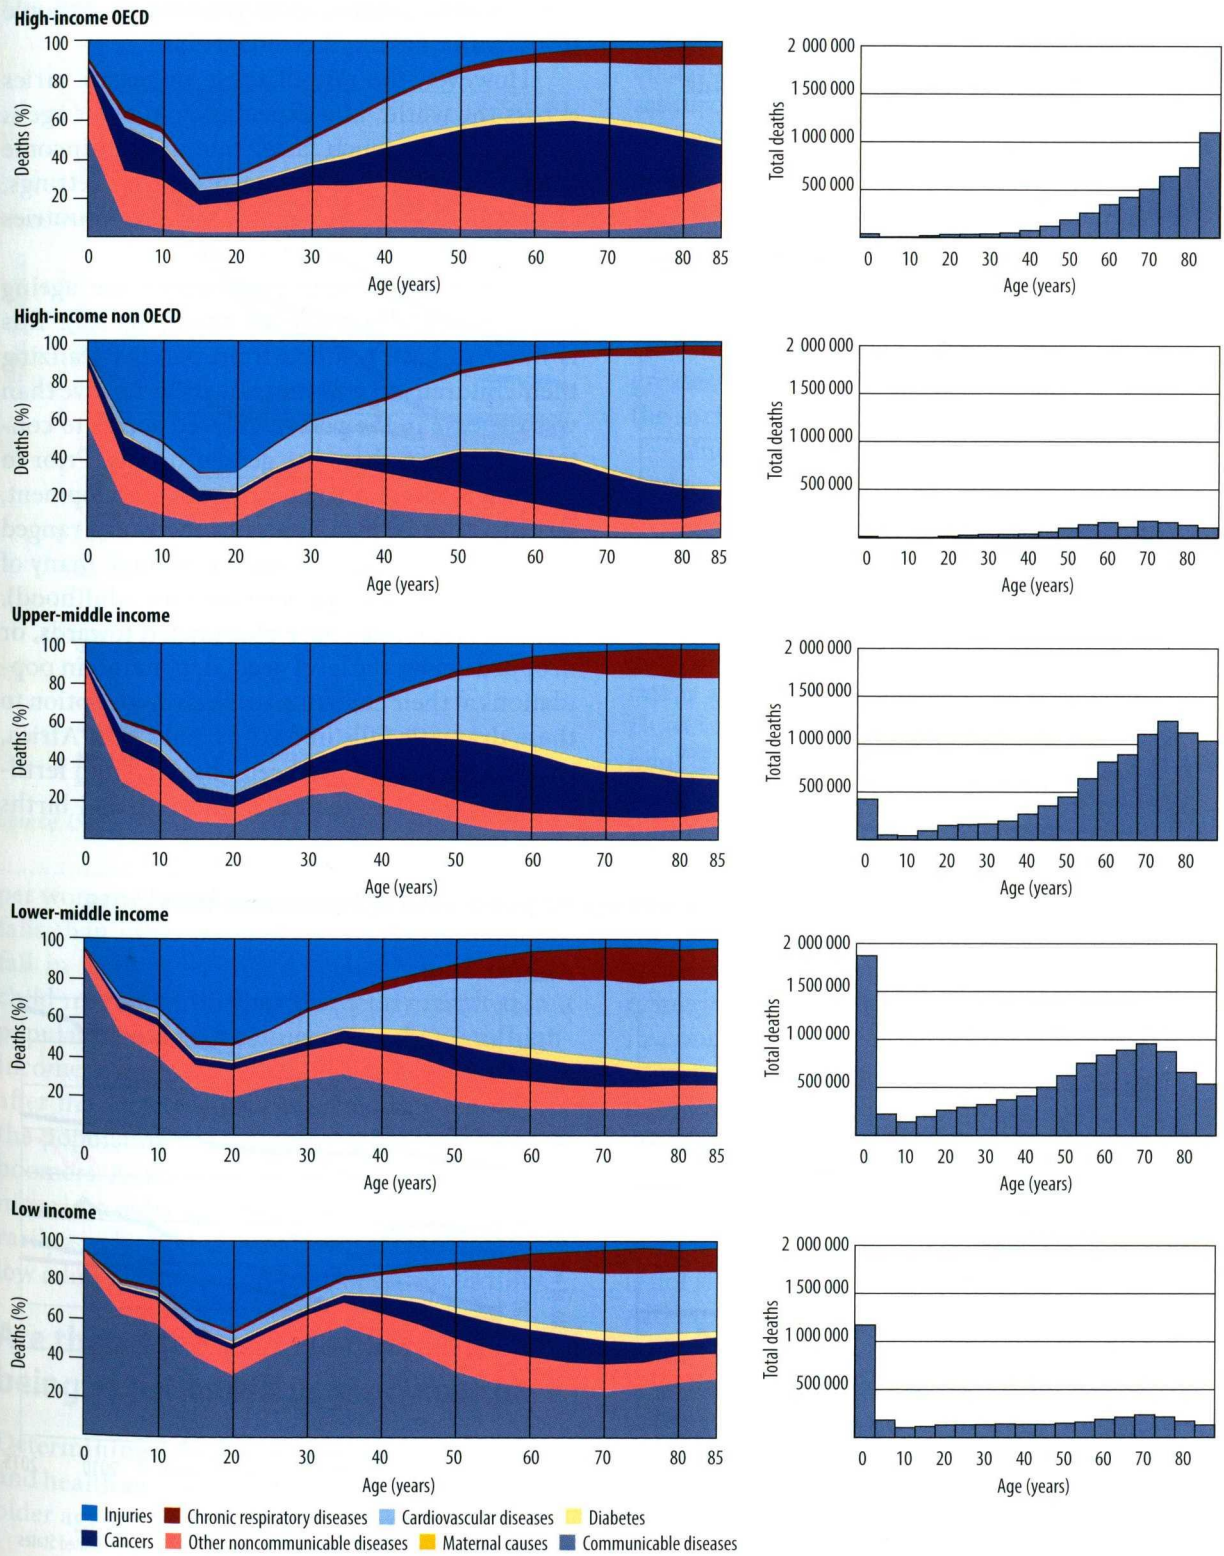 High-income OECD
100
80
60
40
20
Deaths (%)
0 10 20 30 40 50 60 70 80 85
Age (years)
2 000 000
1 500 000
1 000 000
500 000
Total deaths
0 10 20 30 40 50 60 70 80
Age (years)
High-income non OECD
100
80
60
40
20
Deaths (%)
0 10 20 30 40 50 60 70 80 85
Age (years)
2 000 000
1 500 000
1 000 000
500 000
Total deaths
0 10 20 30 40 50 60 70 80
Age (years)
Upper-middle income
100
80
60
40
20
Deaths (%)
0 10 20 30 40 50 60 70 80 85
Age (years)
2 000 000
1 500 000
1 000 000
500 000
Total deaths
0 10 20 30 40 50 60 70 80
Age (years)
Lower-middle income
100
80
60
40
20
Deaths (%)
0 10 20 30 40 50 60 70 80 85
Age (years)
2 000 000
1 500 000
1 000 000
500 000
Total deaths
0 10 20 30 40 50 60 70 80
Age (years)
Low income
100
80
60
40
20
Deaths (%)
0 10 20 30 40 50 60 70 80 85
Age (years)
2 000 000
1 500 000
1 000 000
500 000
Total deaths
0 10 20 30 40 50 60 70 80
Age (years)
Injuries Chronic respiratory diseases Cardiovascular diseases Diabetes
Cancers Other noncommunicable diseases Maternal causes Communicable diseases